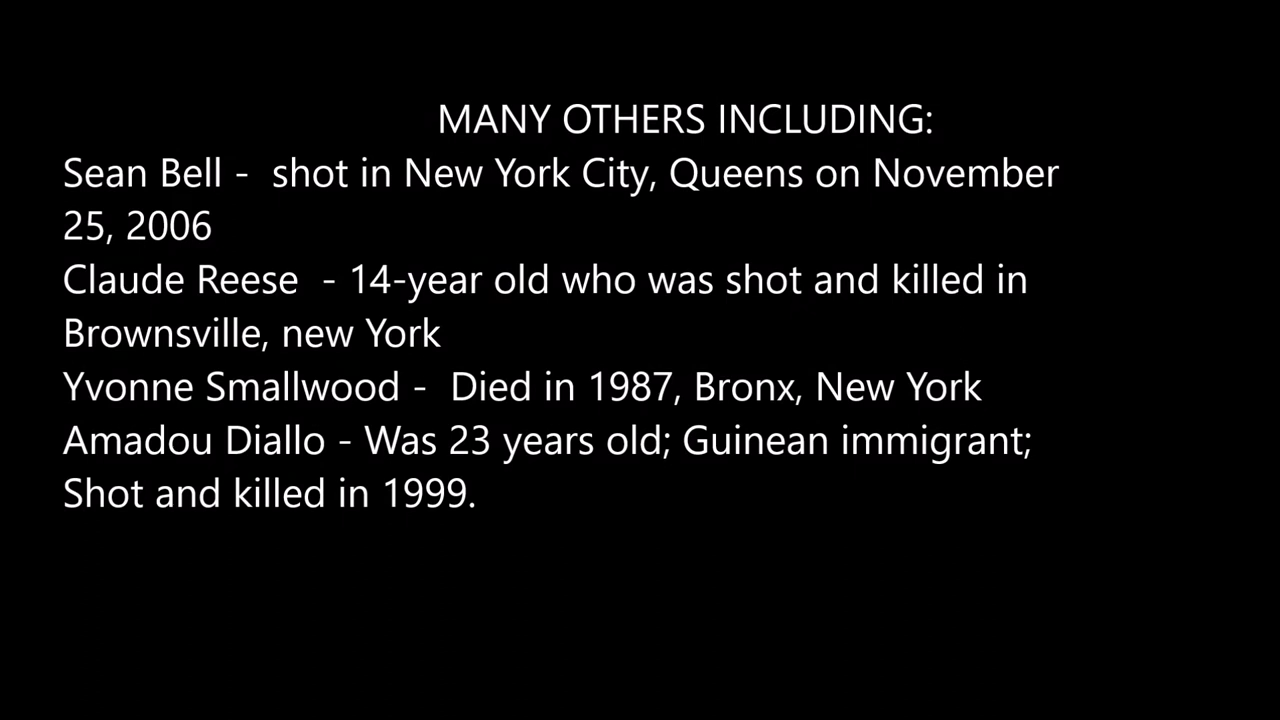 MANY OTHERS INCLUDING:
Sean Bell -  shot in New York City, Queens on November
25, 2006
Claude Reese  - 14-year old who was shot and killed in
Brownsville, new York
Yvonne Smallwood -  Died in 1987, Bronx, New York
Amadou Diallo - Was 23 years old; Guinean immigrant;
Shot and killed in 1999.